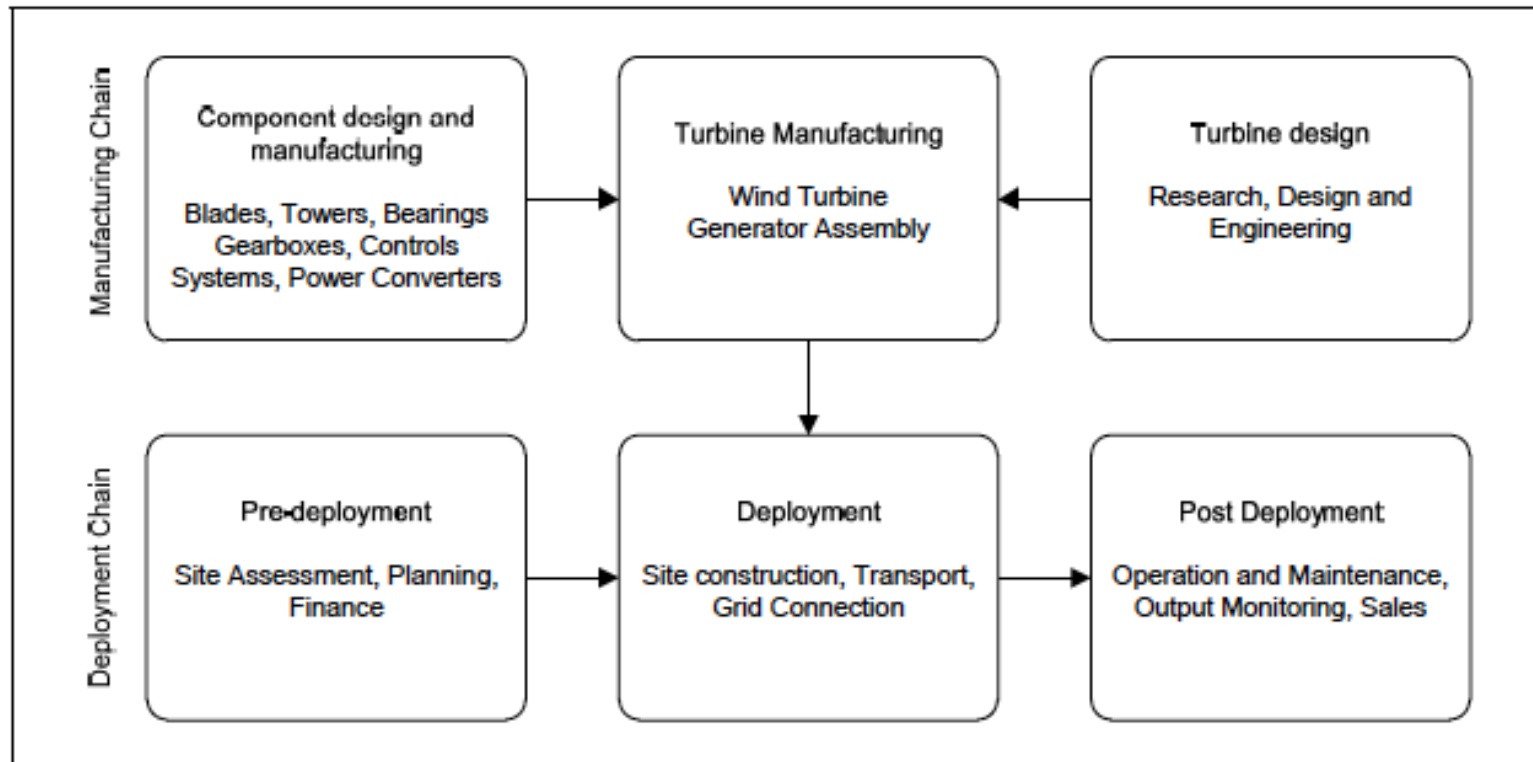 Manufacturing Chain
Component design and
manufacturing
Blades, Towers, Bearings
Gearboxes, Controls
Systems, Power Converters
Turbine Manufacturing
Wind Turbine
Generator Assembly
Turbine design
Research, Design and
Engineering
Deployment Chain
Pre-deployment
Site Assessment, Planning,
Finance
Deployment
Site construction, Transport,
Grid Connection
Post Deployment
Operation and Maintenance,
Output Monitoring, Sales